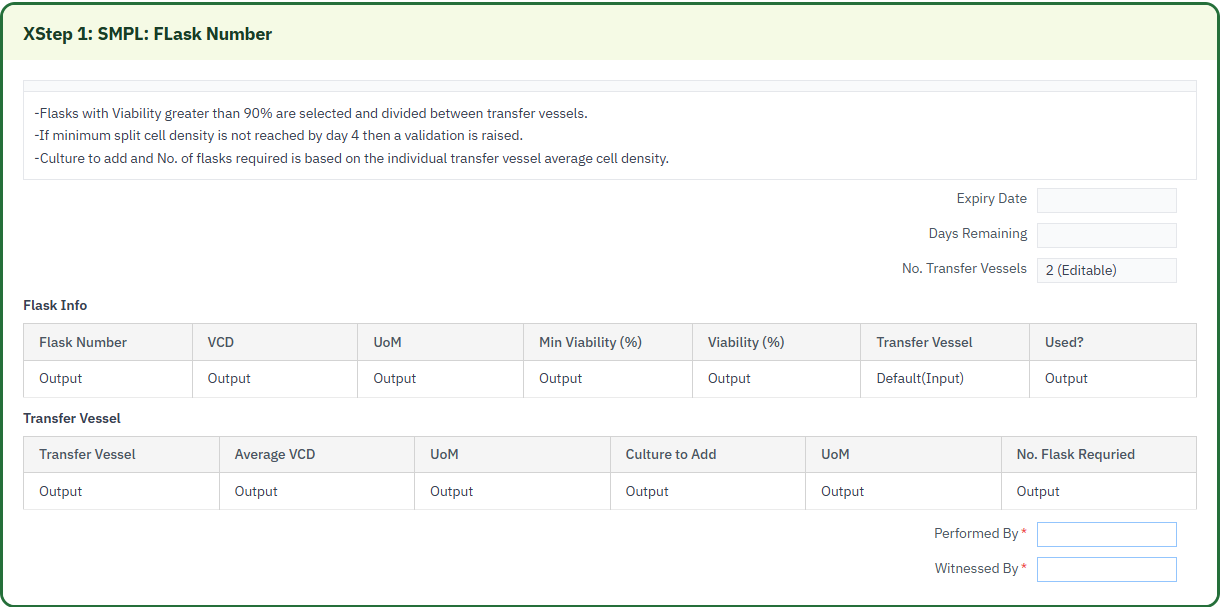 XStep 1: SMPL: FLask Number
-Flasks with Viability greater than 90% are selected and divided between transfer vessels.
-If minimum split cell density is not reached by day 4 then a validation is raised.
-Culture to add and No. of flasks required is based on the individual transfer vessel average cell density.
Expiry Date
Days Remaining
No. Transfer Vessels 2 (Editable)
Flask Info
Flask Number VCD UoM Min Viability (%) Viability (%) Transfer Vessel Used?
Output Output Output Output Output Default(Input) Output
Transfer Vessel
Transfer Vessel Average VCD UoM Culture to Add UoM No. Flask Requried
Output Output Output Output Output Output
Performed By*
Witnessed By*